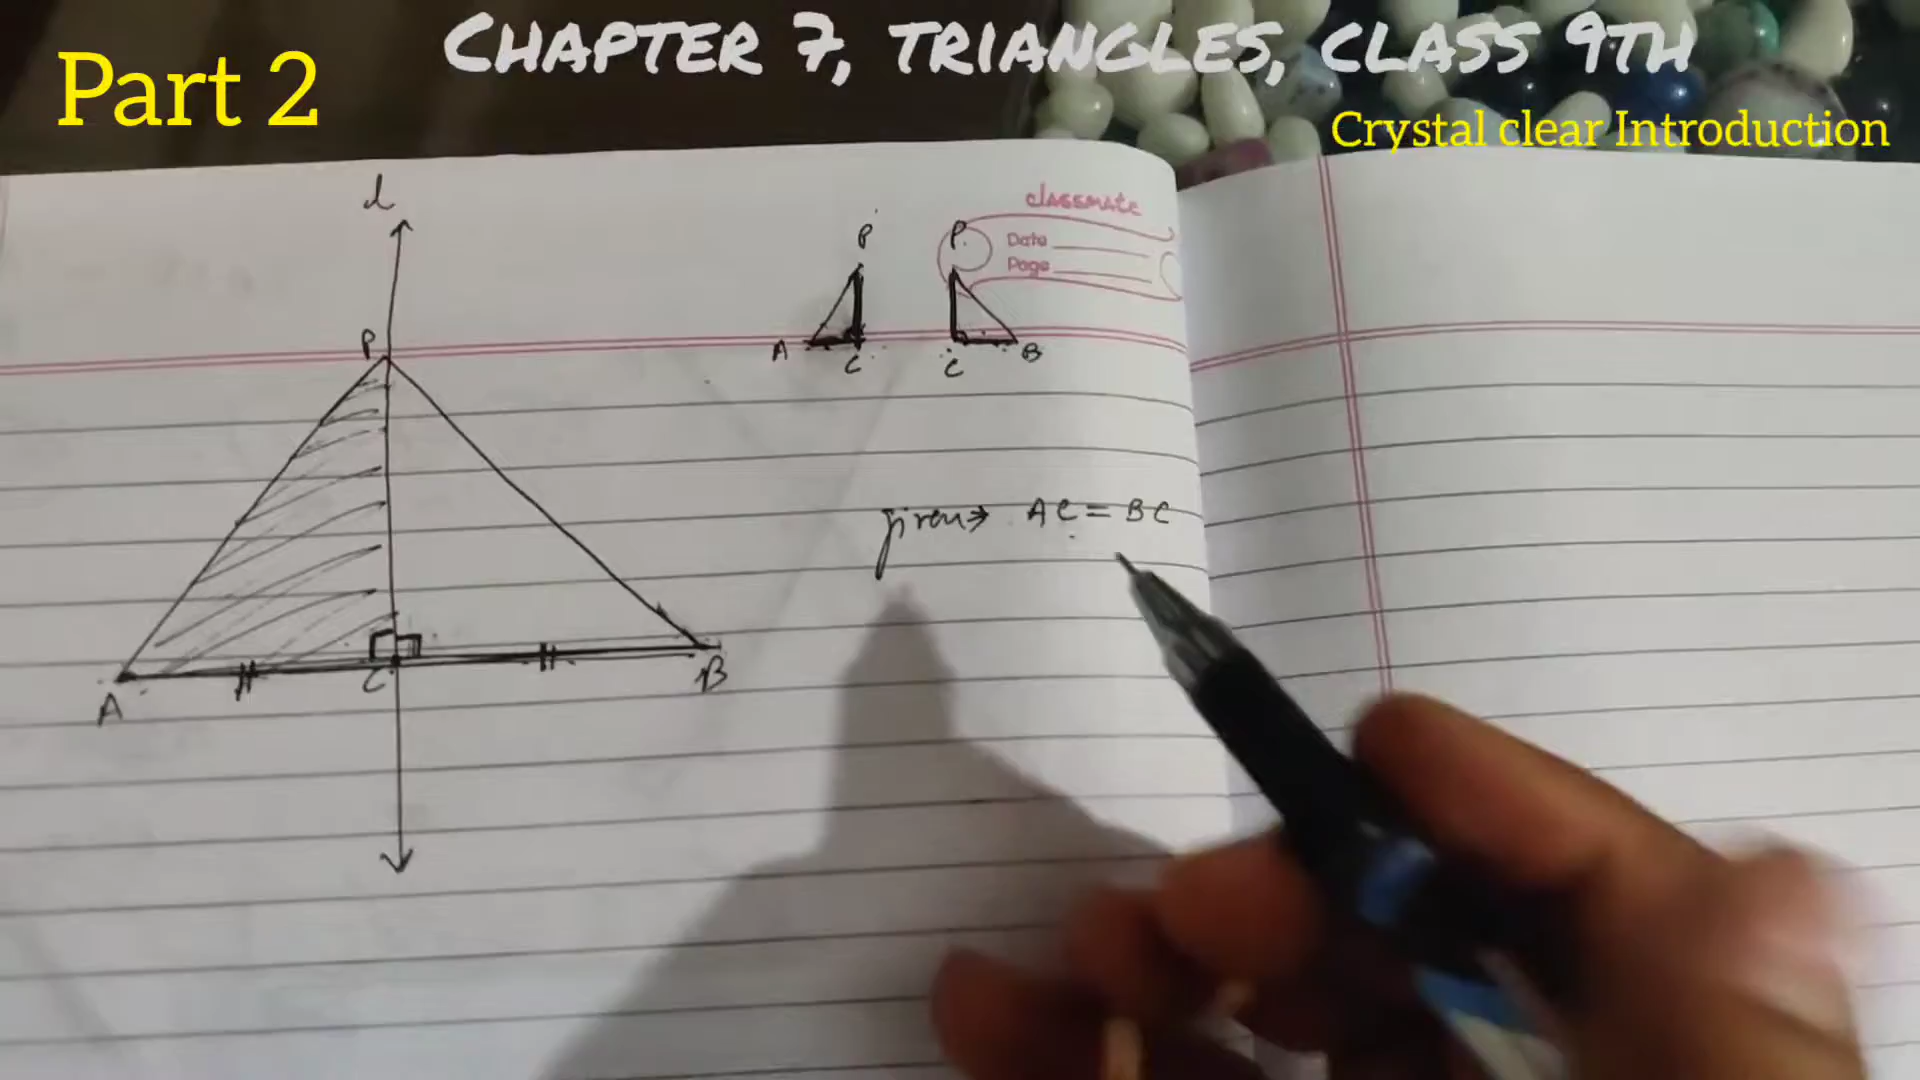 CHAPTER 7, TRIANGLES, CLASS 9TH
Part 2
Crystal clear Introduction
l
classmate
Date
Page
P
P
A
C
C
B
P
given → AC = BC
A
C
B